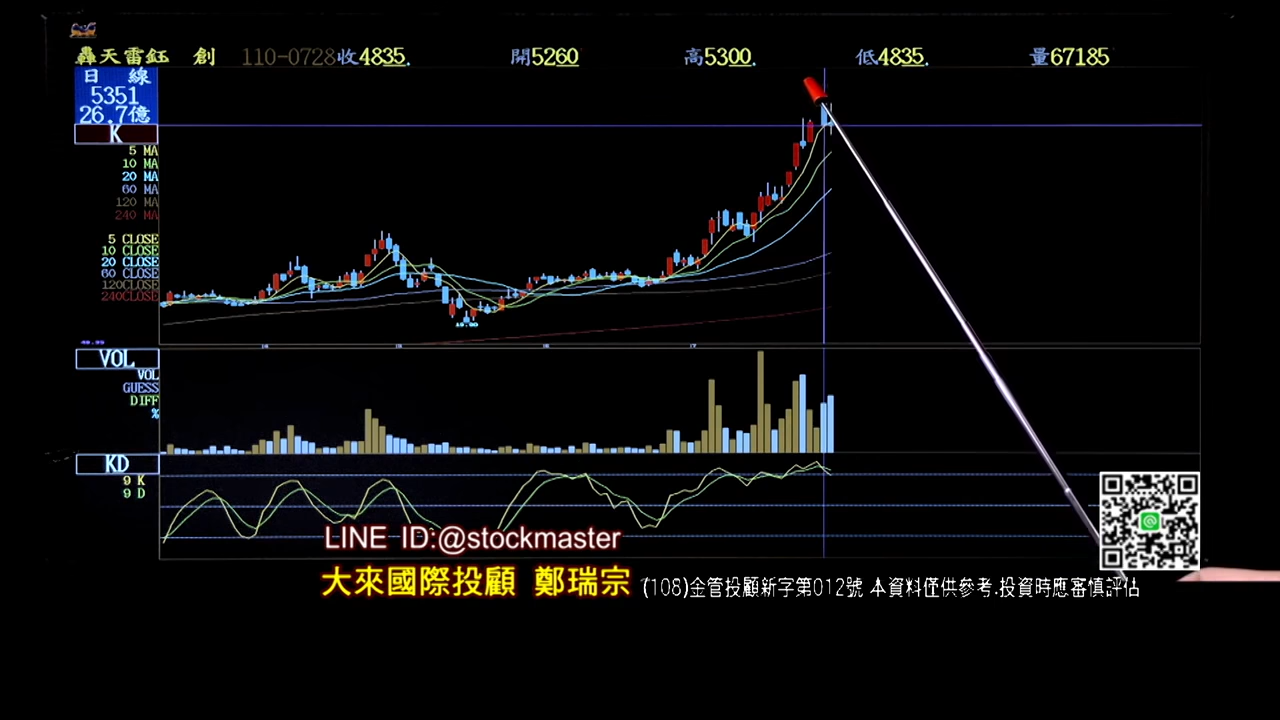 轟天雷鈺 創 110-0728收4835. 開5260 高5300. 低4835. 量67185
日 線
5351
26.7億
K
5 MA
10 MA
20 MA
60 MA
120 MA
240 MA
5 CLOSE
10 CLOSE
20 CLOSE
60 CLOSE
120CLOSE
240CLOSE
VOL
VOL
GUESS
DIFF
%
KD
9 K
9 D
LINE ID:@stockmaster
大來國際投顧 鄭瑞宗 (108)金管投顧新字第012號 本資料僅供參考.投資時應審慎評估